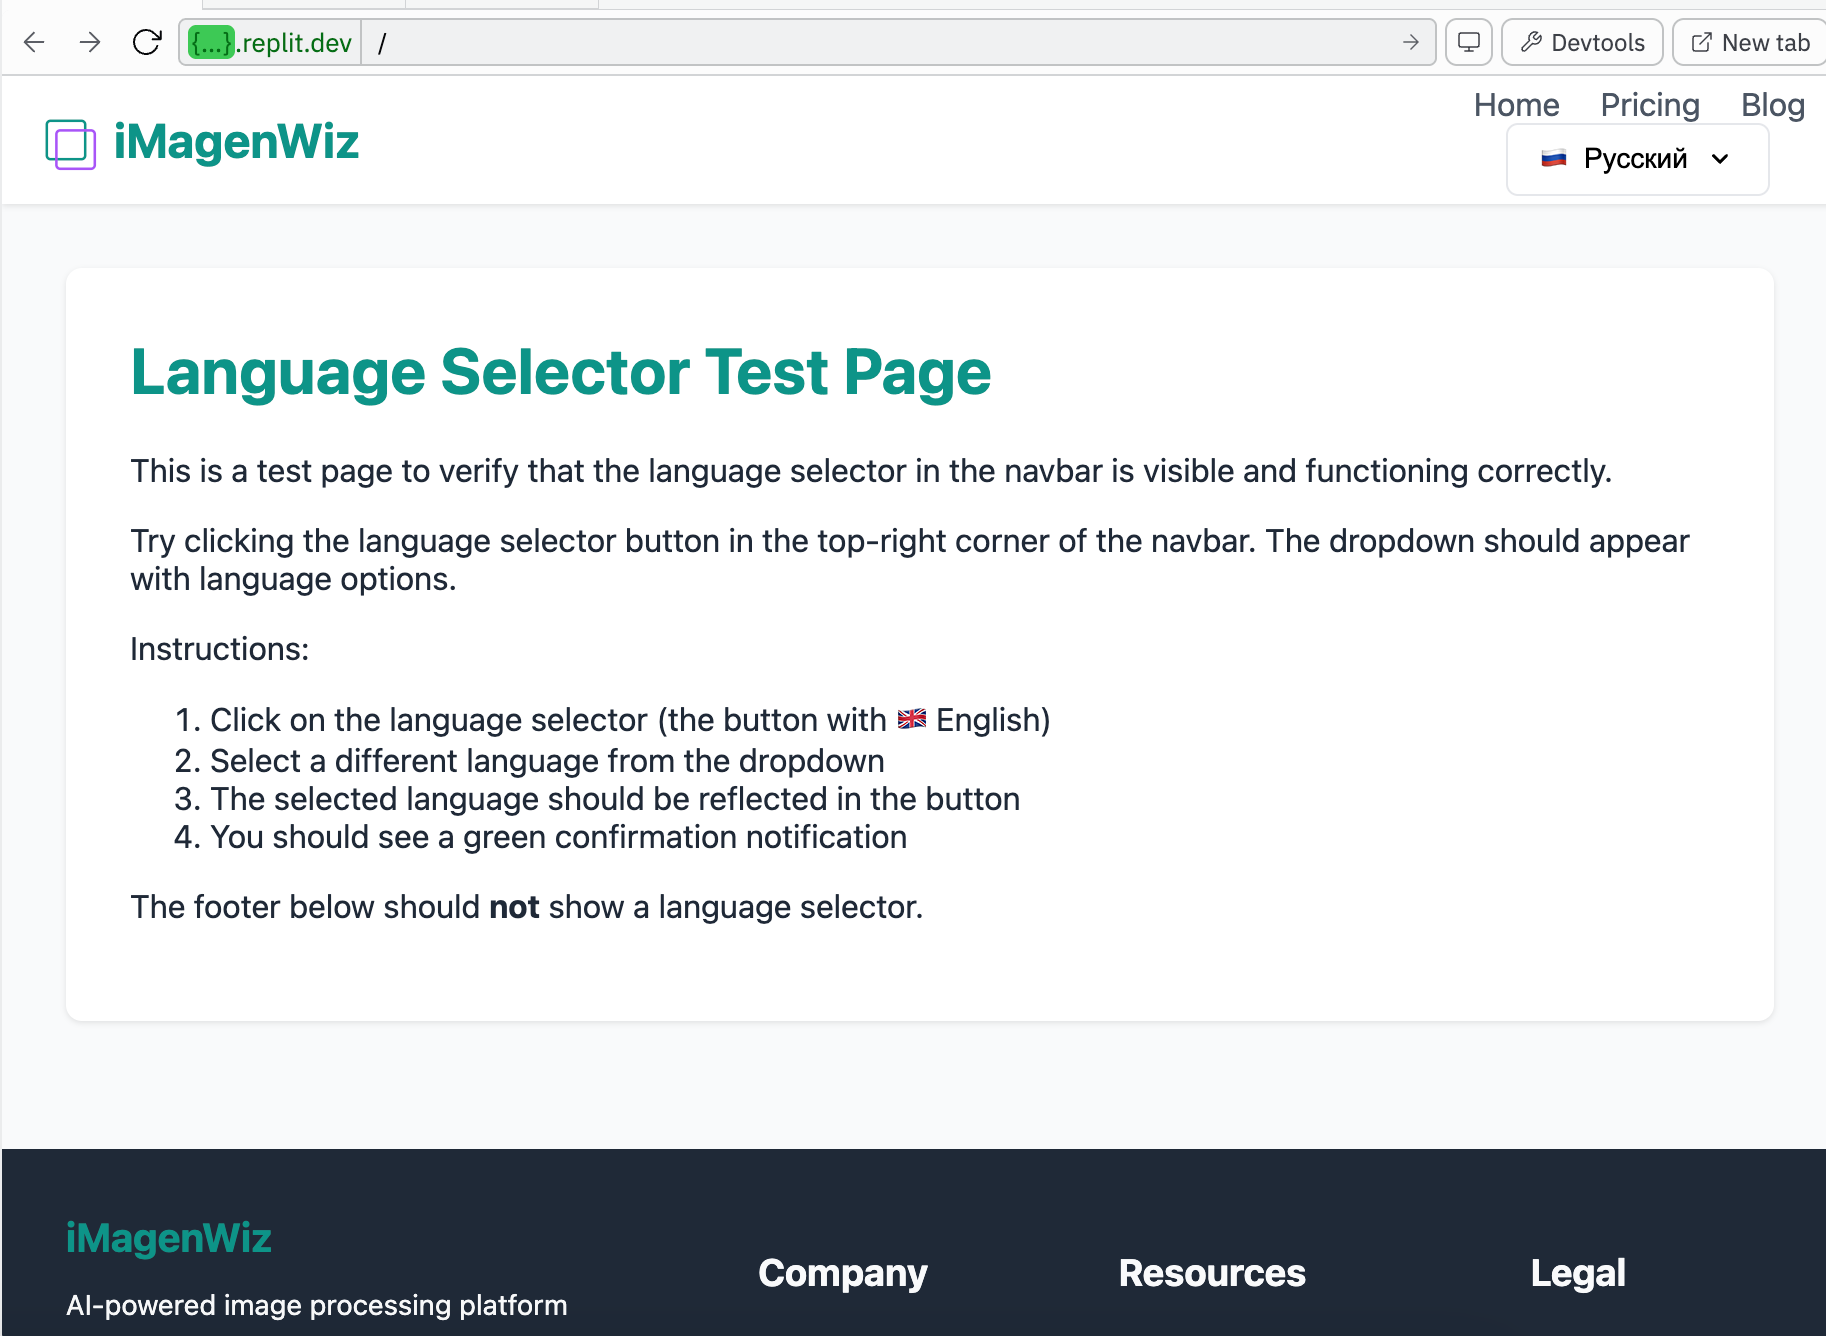 {...}.replit.dev /
Devtools
New tab
iMagenWiz
Home Pricing Blog
🇷🇺 Русский
Language Selector Test Page
This is a test page to verify that the language selector in the navbar is visible and functioning correctly.
Try clicking the language selector button in the top-right corner of the navbar. The dropdown should appear
with language options.
Instructions:
1. Click on the language selector (the button with 🇬🇧 English)
2. Select a different language from the dropdown
3. The selected language should be reflected in the button
4. You should see a green confirmation notification
The footer below should not show a language selector.
iMagenWiz
AI-powered image processing platform
Company
Resources
Legal